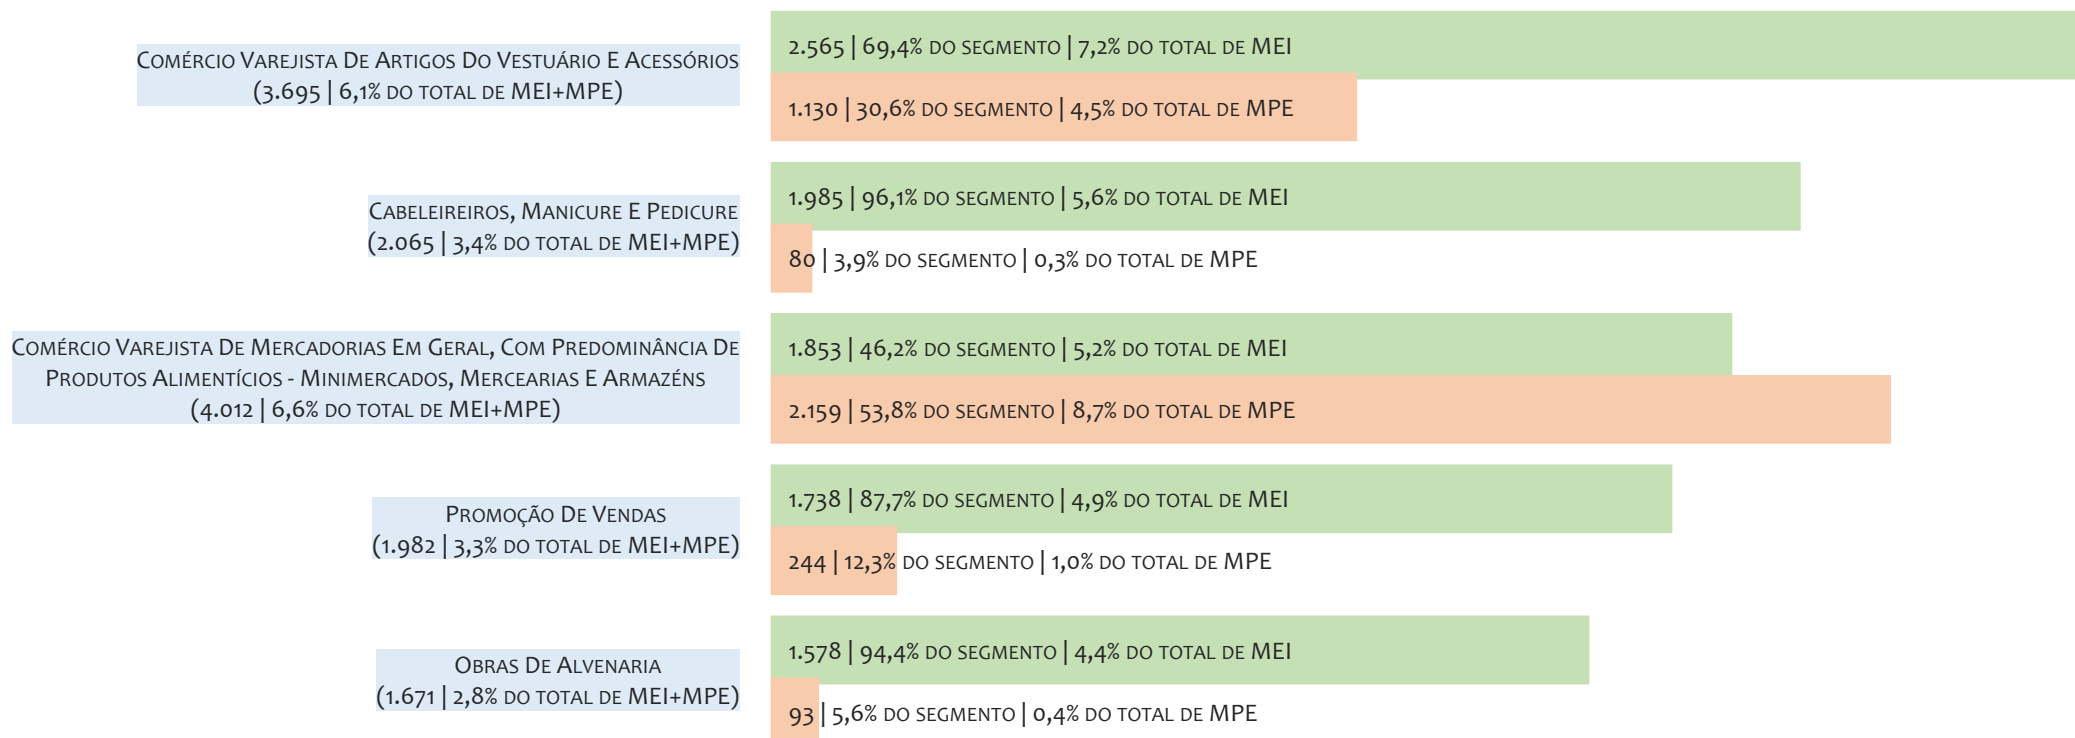 Comércio Varejista De Artigos Do Vestuário E Acessórios
(3.695 | 6,1% do total de MEI+MPE)
2.565 | 69,4% do segmento | 7,2% do total de MEI
1.130 | 30,6% do segmento | 4,5% do total de MPE
Cabeleireiros, Manicure E Pedicure
(2.065 | 3,4% do total de MEI+MPE)
1.985 | 96,1% do segmento | 5,6% do total de MEI
80 | 3,9% do segmento | 0,3% do total de MPE
Comércio Varejista De Mercadorias Em Geral, Com Predominância De
Produtos Alimentícios - Minimercados, Mercearias E Armazéns
(4.012 | 6,6% do total de MEI+MPE)
1.853 | 46,2% do segmento | 5,2% do total de MEI
2.159 | 53,8% do segmento | 8,7% do total de MPE
Promoção De Vendas
(1.982 | 3,3% do total de MEI+MPE)
1.738 | 87,7% do segmento | 4,9% do total de MEI
244 | 12,3% do segmento | 1,0% do total de MPE
Obras De Alvenaria
(1.671 | 2,8% do total de MEI+MPE)
1.578 | 94,4% do segmento | 4,4% do total de MEI
93 | 5,6% do segmento | 0,4% do total de MPE